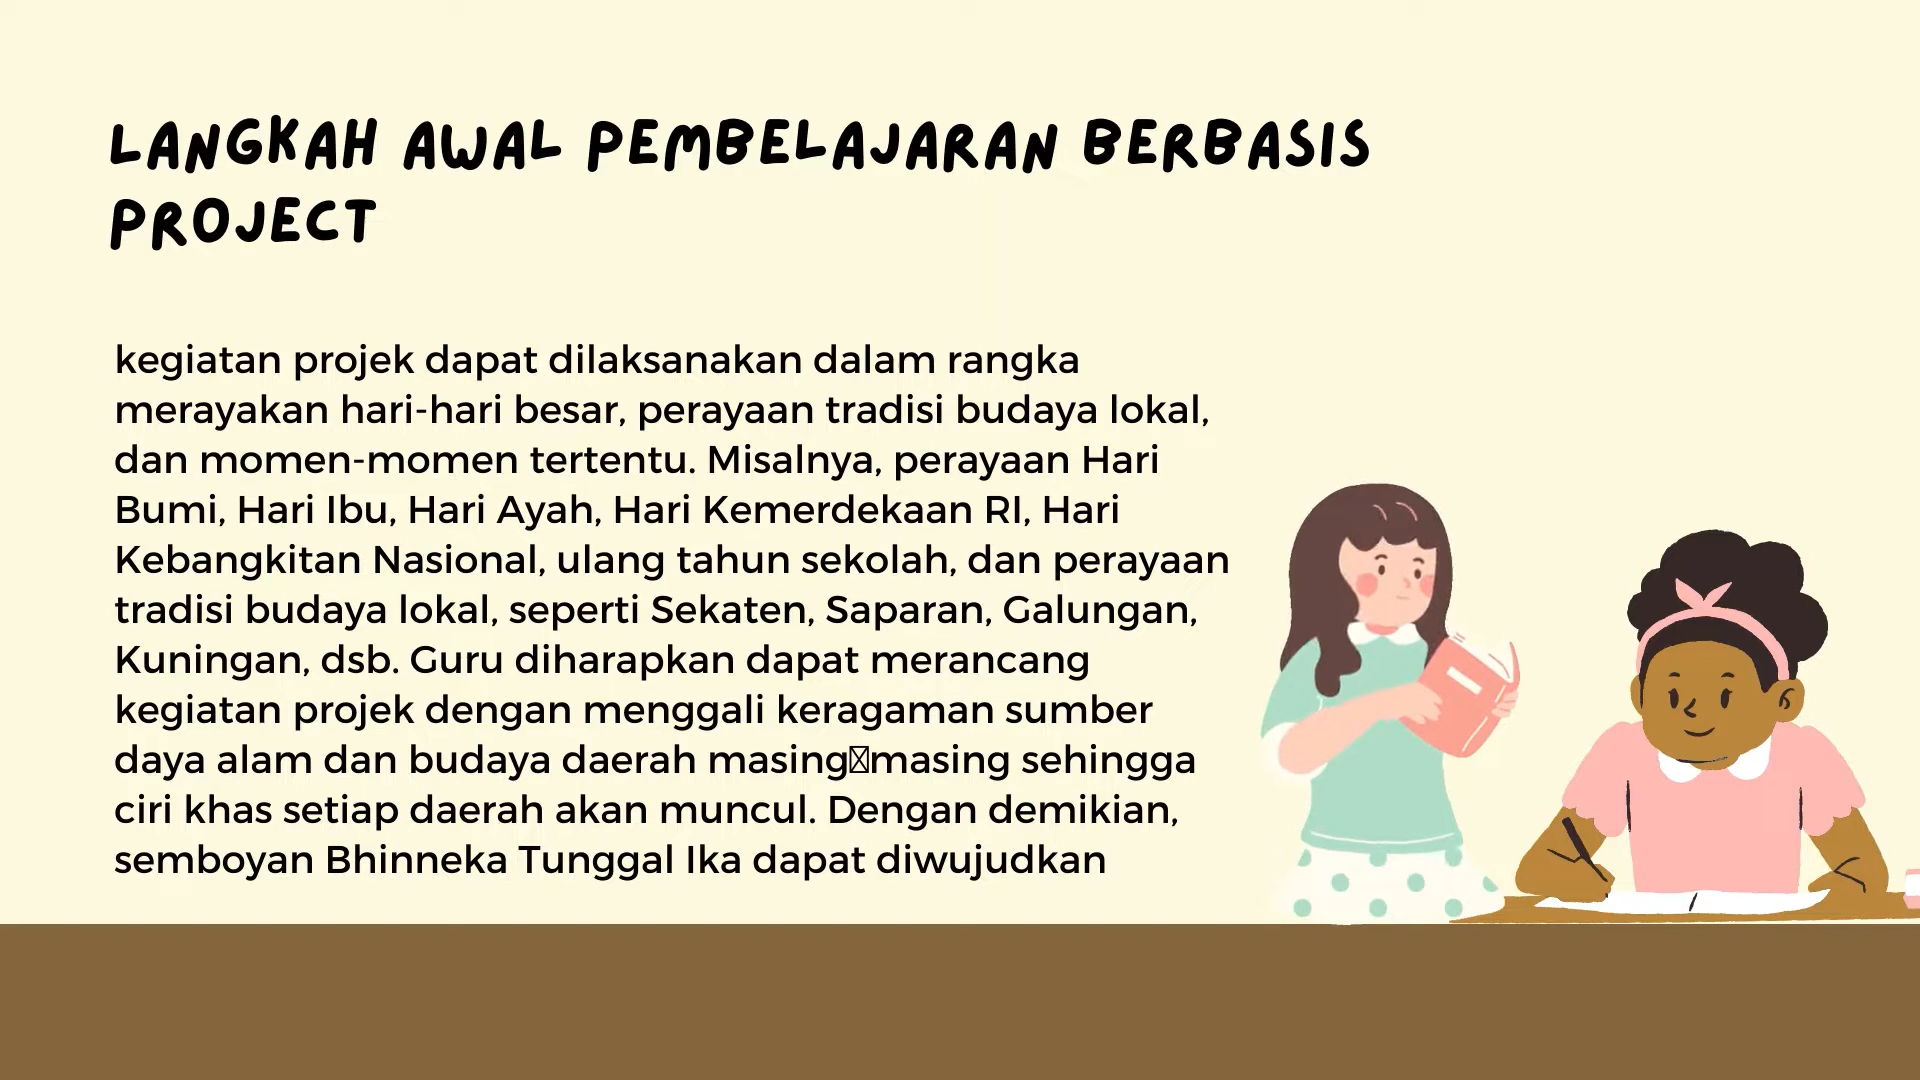 LANGKAH AWAL PEMBELAJARAN BERBASIS
PROJECT
kegiatan projek dapat dilaksanakan dalam rangka
merayakan hari-hari besar, perayaan tradisi budaya lokal,
dan momen-momen tertentu. Misalnya, perayaan Hari
Bumi, Hari Ibu, Hari Ayah, Hari Kemerdekaan RI, Hari
Kebangkitan Nasional, ulang tahun sekolah, dan perayaan
tradisi budaya lokal, seperti Sekaten, Saparan, Galungan,
Kuningan, dsb. Guru diharapkan dapat merancang
kegiatan projek dengan menggali keragaman sumber
daya alam dan budaya daerah masing￾masing sehingga
ciri khas setiap daerah akan muncul. Dengan demikian,
semboyan Bhinneka Tunggal Ika dapat diwujudkan